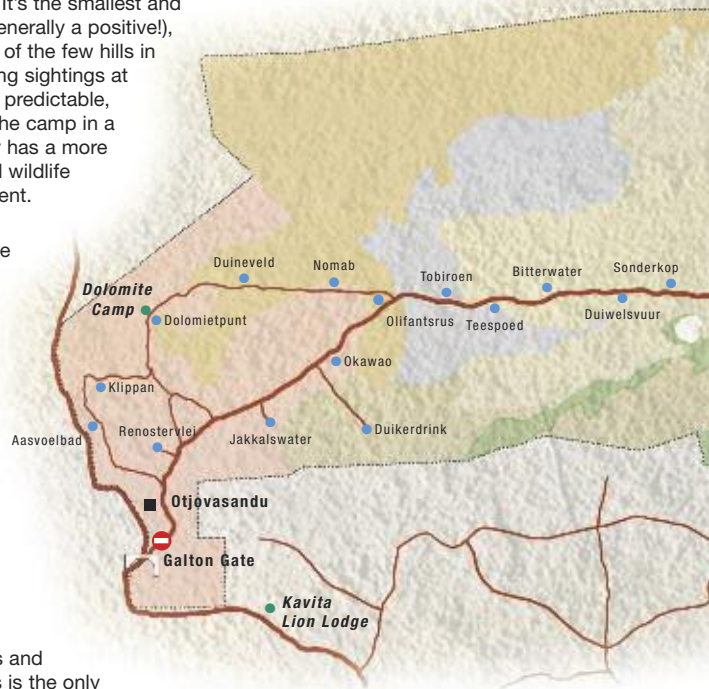 It's the smallest and
enerally a positive!),
of the few hills in
ng sightings at
predictable,
he camp in a
has a more
wildlife
ent.
e
Duineveld
Nomab
Tobiroen
Bitterwater
Sonderkop
Dolomite
Camp
Dolomietpunt
Olifantsrus
Teespoed
Duiwelsvuur
Okawao
Klippan
Aasvoelbad
Renostervlei
Jakkalswater
Duikerdrink
Otjovasandu
Galton Gate
Kavita
Lion Lodge
s and
s is the only